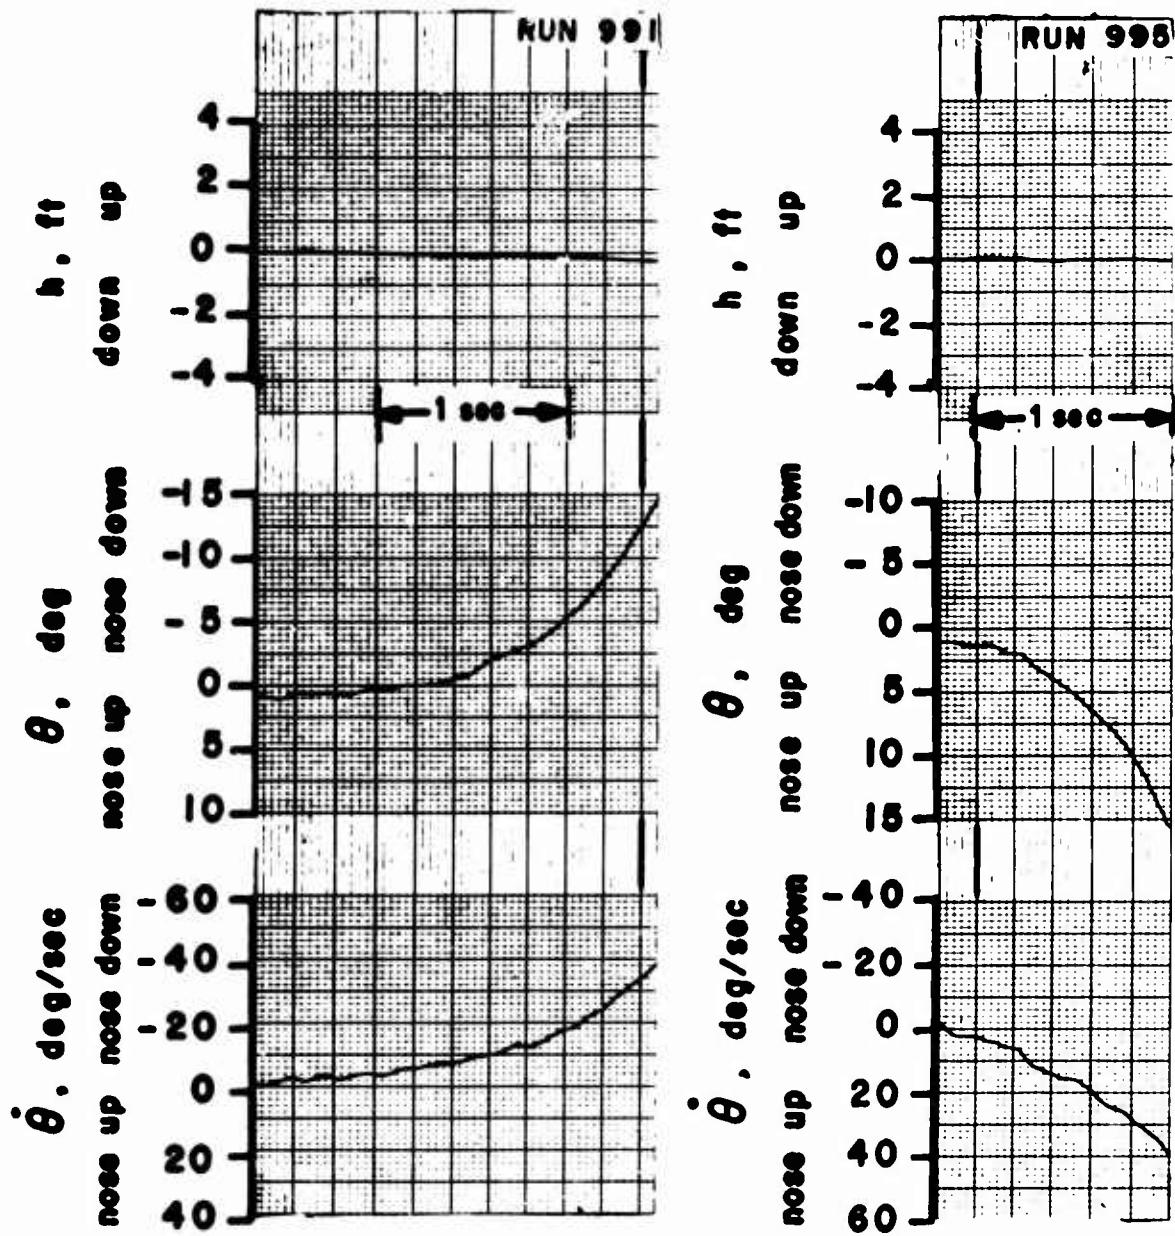 RUN 991
h, ft
down up
4
2
0
-2
-4
1 sec
θ, deg
nose up nose down
-15
-10
-5
0
5
10
θ̇, deg/sec
nose up nose down
-60
-40
-20
0
20
40
RUN 995
h, ft
down up
4
2
0
-2
-4
1 sec
θ, deg
nose up nose down
-10
-5
0
5
10
15
θ̇, deg/sec
nose up nose down
-40
-20
0
20
40
60